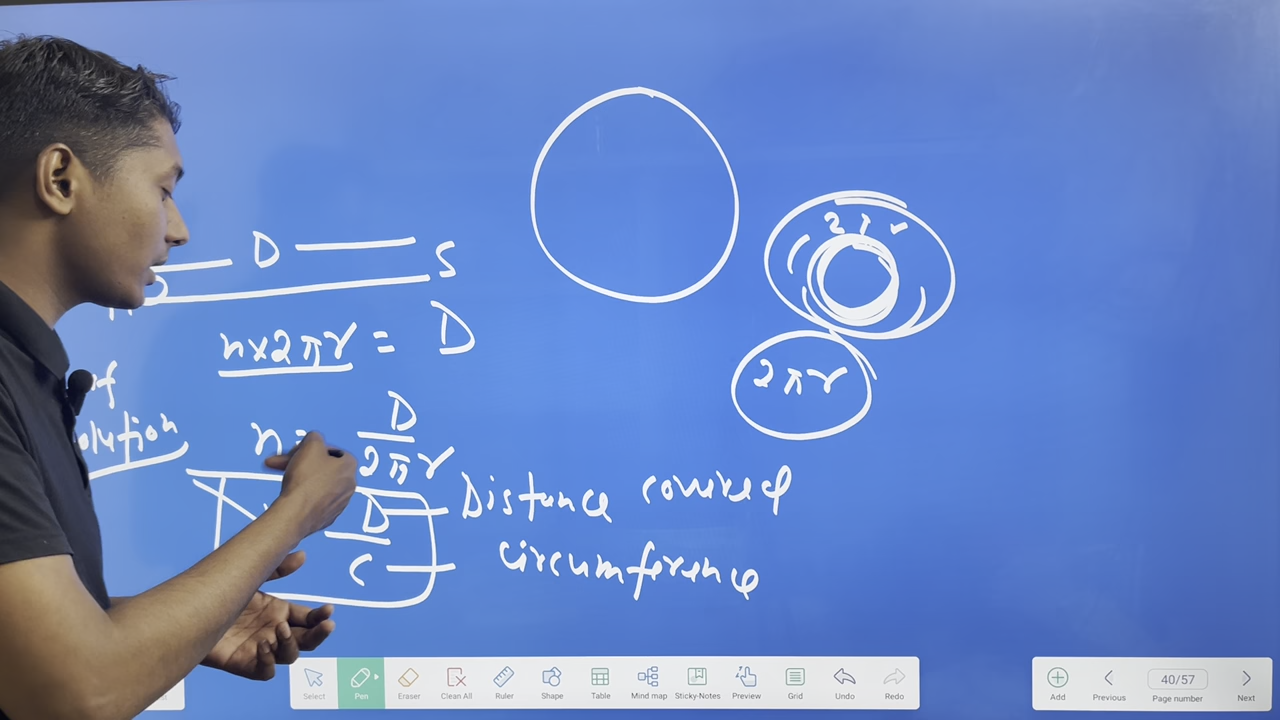 D S
n×2πr = D
of
n = D
2πr
D Distance covered
C circumference
2πr
Select Pen Eraser Clean All Ruler Shape Table Mind map Sticky-Notes Preview Grid Undo Redo
Add Previous 40/57 Page number Next